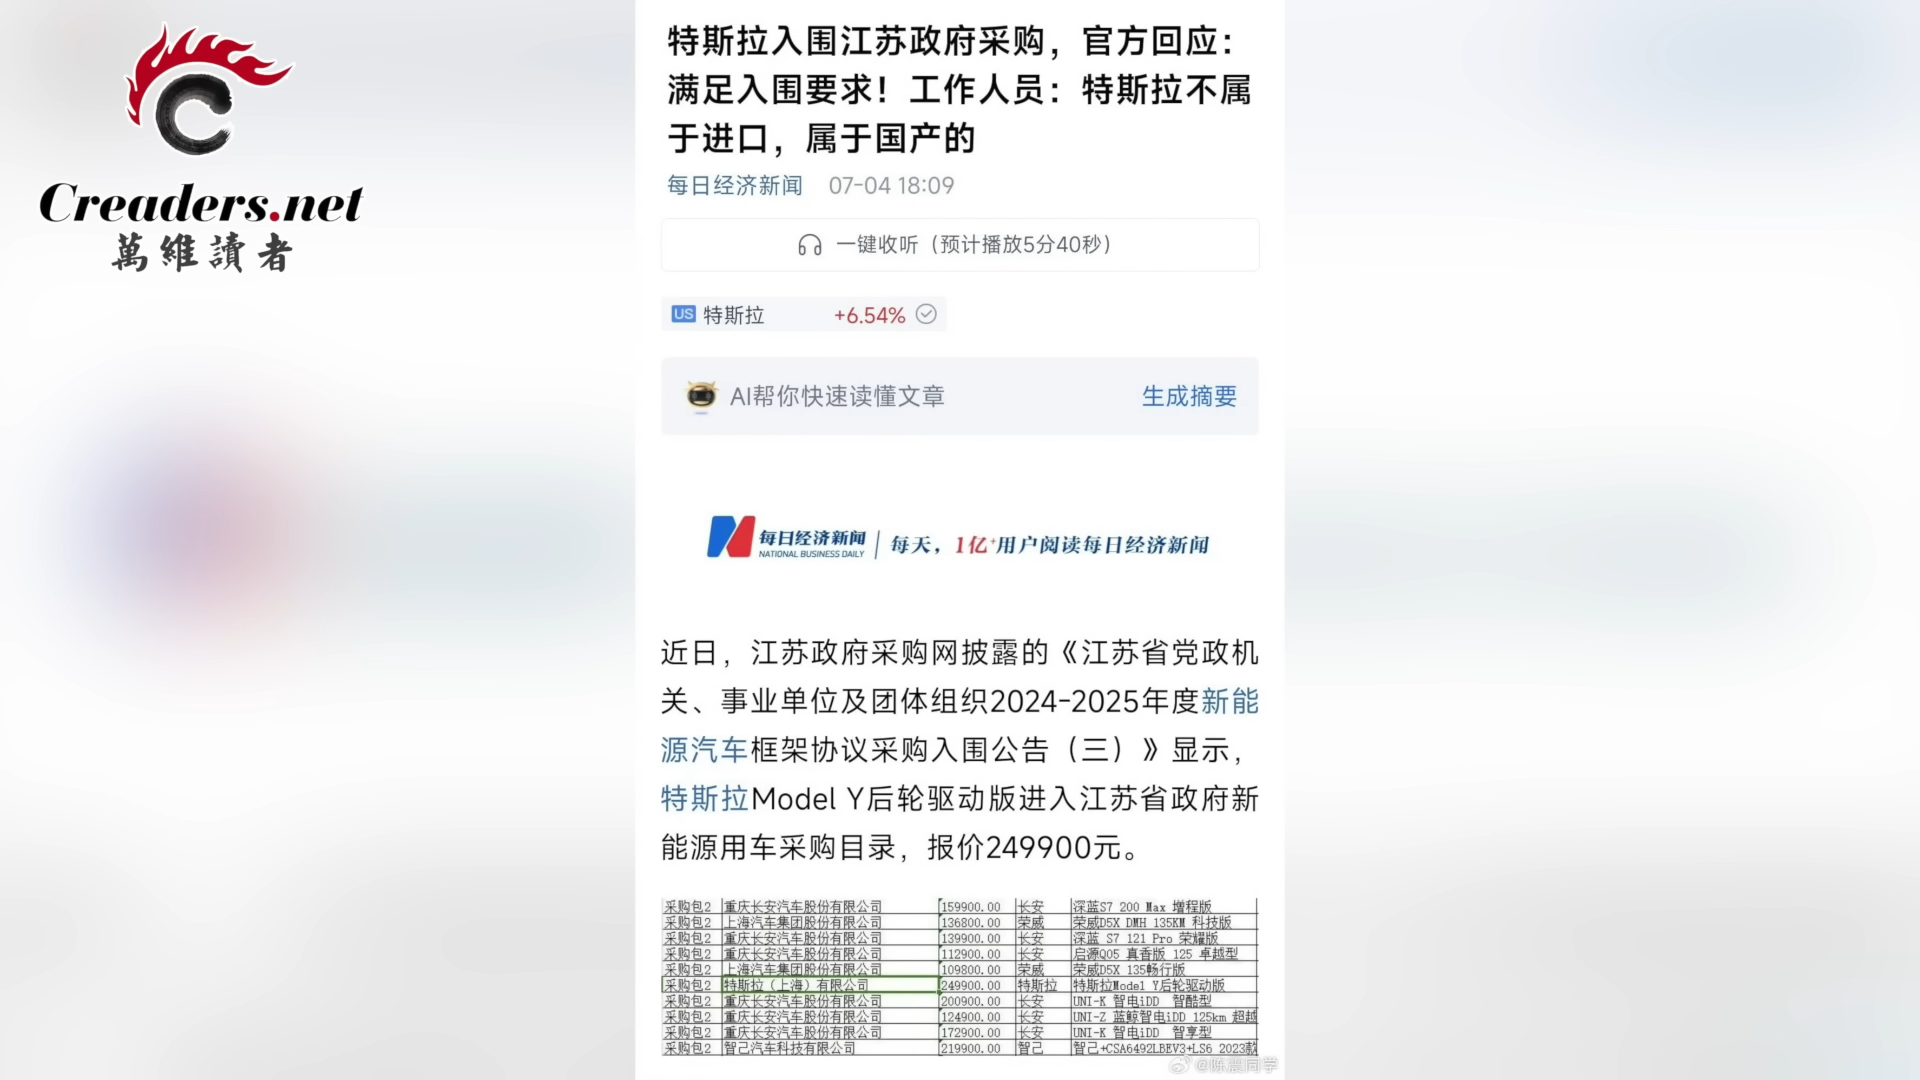 Creaders.net
萬維讀者
特斯拉入围江苏政府采购，官方回应：
满足入围要求！工作人员：特斯拉不属
于进口，属于国产的
每日经济新闻 07-04 18:09
一键收听（预计播放5分40秒）
US 特斯拉 +6.54%
AI帮你快速读懂文章 生成摘要
每日经济新闻 每天，1亿+用户阅读每日经济新闻
NATIONAL BUSINESS DAILY
近日，江苏政府采购网披露的《江苏省党政机
关、事业单位及团体组织2024-2025年度新能
源汽车框架协议采购入围公告（三）》显示，
特斯拉Model Y后轮驱动版进入江苏省政府新
能源用车采购目录，报价249900元。
采购包2 重庆长安汽车股份有限公司 159900.00 长安 深蓝S7 200 Max 增程版
采购包2 上海汽车集团股份有限公司 136800.00 荣威 荣威D5X DMH 135KM 科技版
采购包2 重庆长安汽车股份有限公司 139900.00 长安 深蓝 S7 121 Pro 荣耀版
采购包2 重庆长安汽车股份有限公司 112900.00 长安 启源Q05 真香版 125 卓越型
采购包2 上海汽车集团股份有限公司 109800.00 荣威 荣威D5X 135畅行版
采购包2 特斯拉（上海）有限公司 249900.00 特斯拉 特斯拉Model Y后轮驱动版
采购包2 重庆长安汽车股份有限公司 200900.00 长安 UNI-K 智电iDD 智酷型
采购包2 重庆长安汽车股份有限公司 124900.00 长安 UNI-Z 蓝鲸智电iDD 125km 超越
采购包2 重庆长安汽车股份有限公司 172900.00 长安 UNI-K 智电iDD 智享型
采购包2 智己汽车科技有限公司 219900.00 智己 智己+CSA6492LBEV3+LS6 2023款
@陈震同学